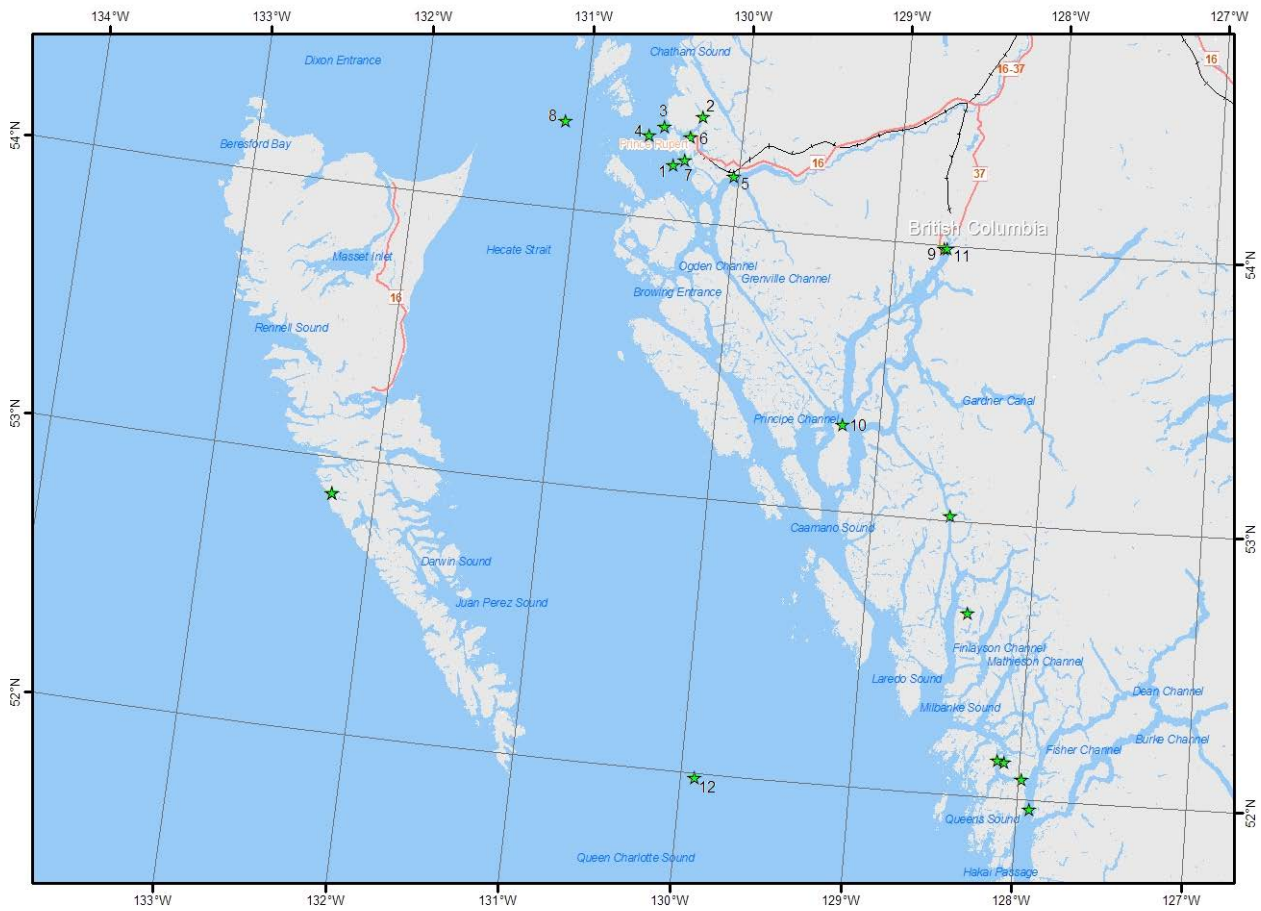 134°W 133°W 132°W 131°W 130°W 129°W 128°W 127°W
Chatham Sound
Dixon Entrance
16
16-37
2
3
8
4
54°N
6
Beresford Bay
Prince Rupert
16
1
7
5
37
British Columbia
Hecate Strait
9
11
Masset Inlet
Ogden Channel
54°N
Grenville Channel
Browing Entrance
16
Rennell Sound
Gardner Canal
53°N
Principe Channel
10
Caamano Sound
53°N
Darwin Sound
Juan Perez Sound
Finlayson Channel
Mathieson Channel
Laredo Sound
52°N
Dean Channel
Milbanke Sound
Burke Channel
Fisher Channel
12
52°N
Queens Sound
Queen Charlotte Sound
Hakai Passage
133°W 132°W 131°W 130°W 129°W 128°W 127°W